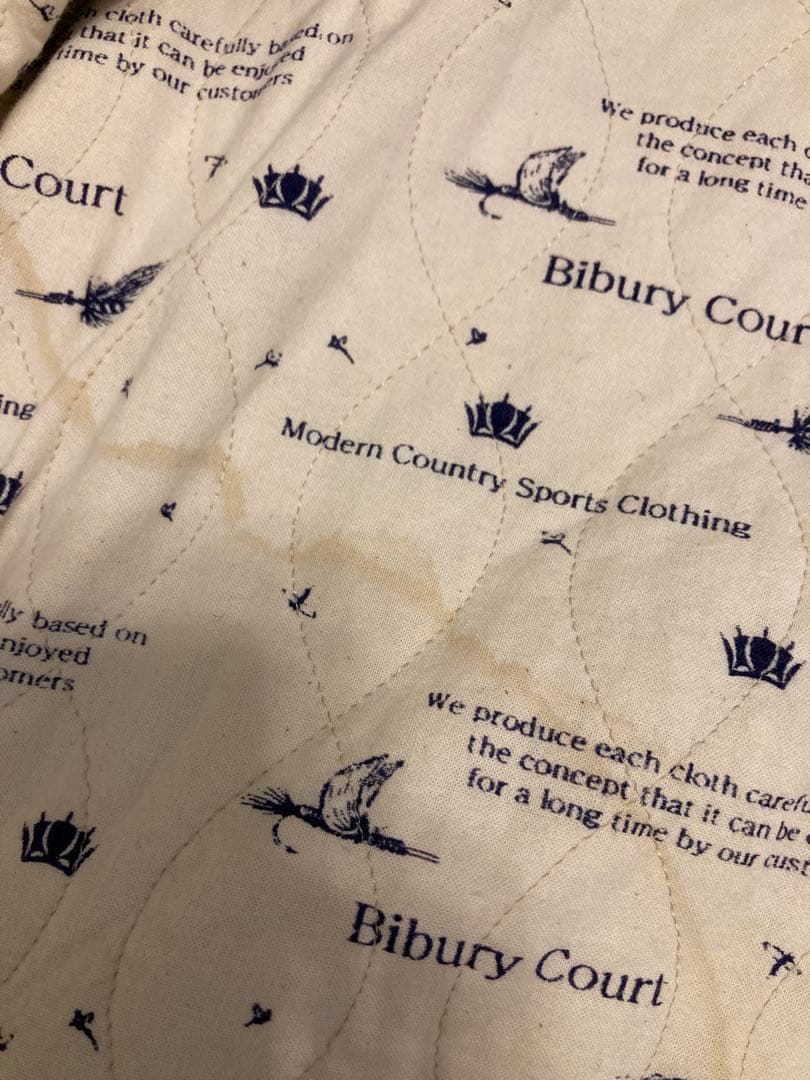 cloth carefully based on
that it can be enjoyed
time by our customers
We produce each
the concept
for a long time
Court
Bibury Cour
ing
Modern Country Sports Clothing
lly based on
njoyed
omers
We produce each cloth carefu
the concept that it can be
for a long time by our cust
Bibury Court